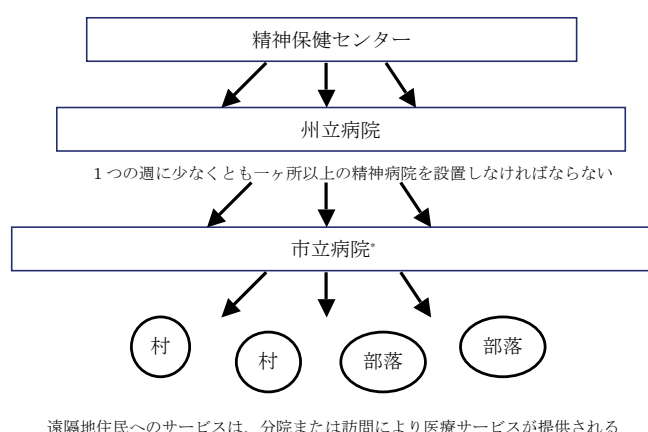 精神保健センター
州立病院
1つの週に少なくとも一ヶ所以上の精神病院を設置しなければならない
市立病院*
村
村
部落
部落
遠隔地住民へのサービスは、分院または訪問により医療サービスが提供される